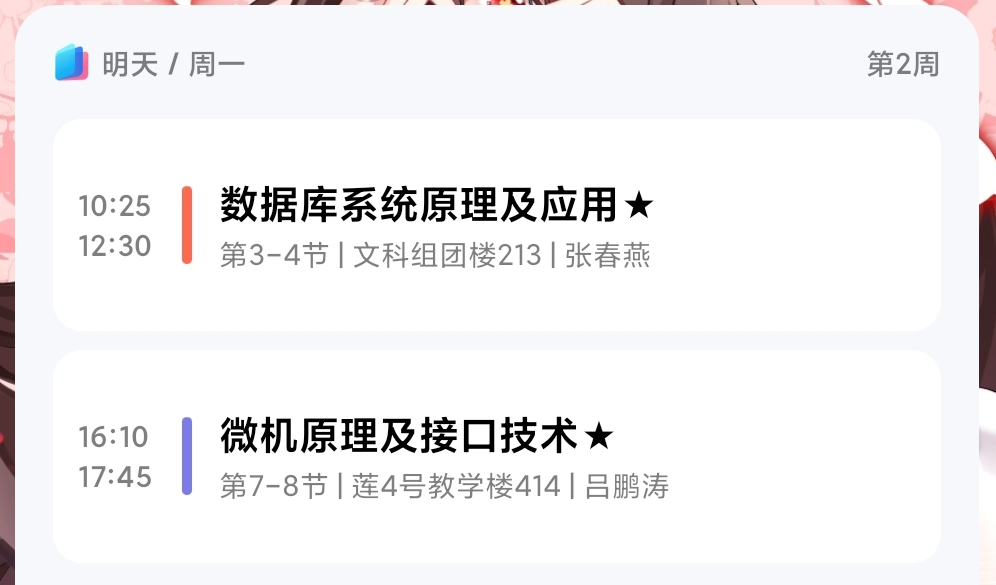 明天 / 周一
第2周
10:25
12:30
数据库系统原理及应用★
第3-4节 | 文科组团楼213 | 张春燕
16:10
17:45
微机原理及接口技术★
第7-8节 | 莲4号教学楼414 | 吕鹏涛